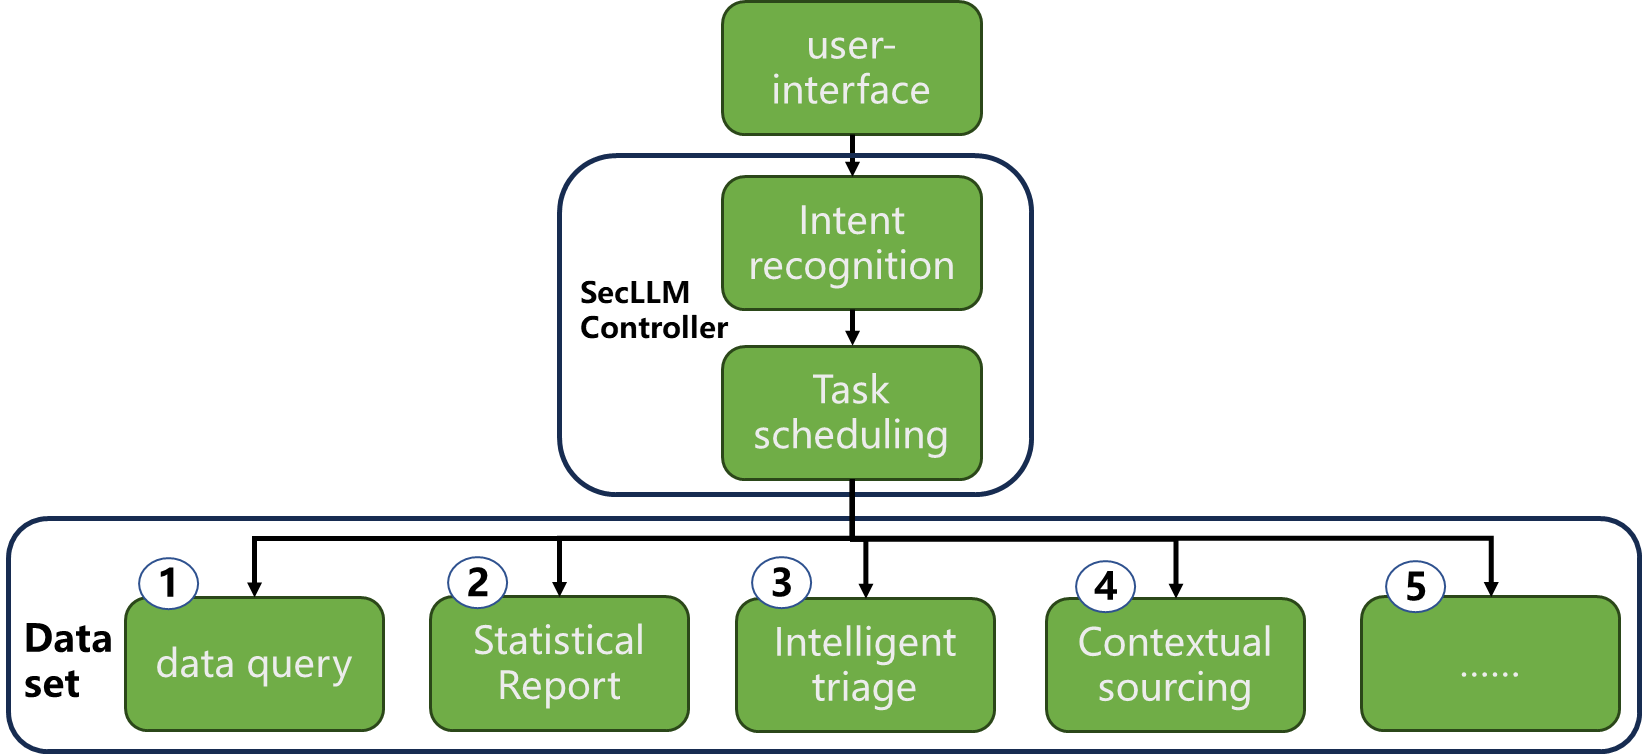 user-
interface
Intent
recognition
SecLLM
Controller
Task
scheduling
1
2
3
4
5
Data
set
data query
Statistical
Report
Intelligent
triage
Contextual
sourcing
......